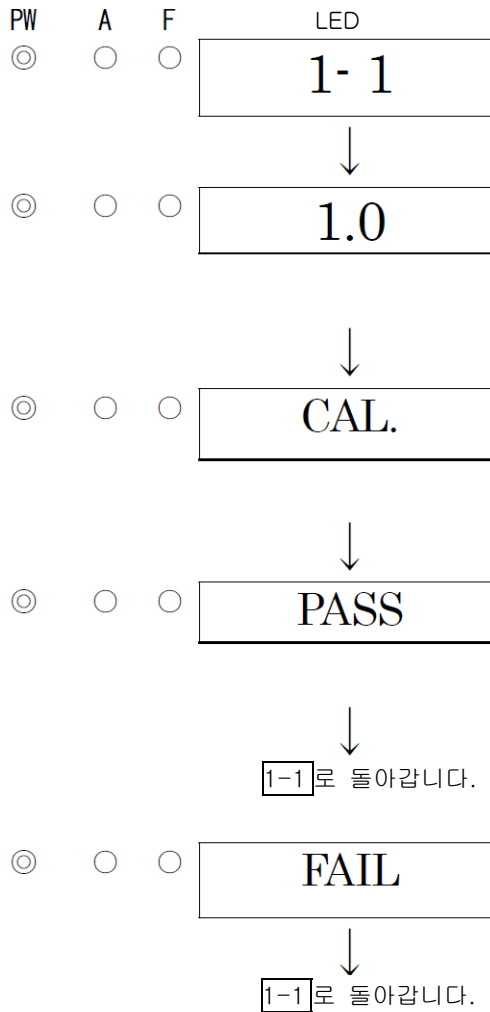 PW A F LED
◎ ○ ○ 1- 1
↓
◎ ○ ○ 1.0
↓
◎ ○ ○ CAL.
↓
◎ ○ ○ PASS
↓
1-1로 돌아갑니다.
◎ ○ ○ FAIL
↓
1-1로 돌아갑니다.